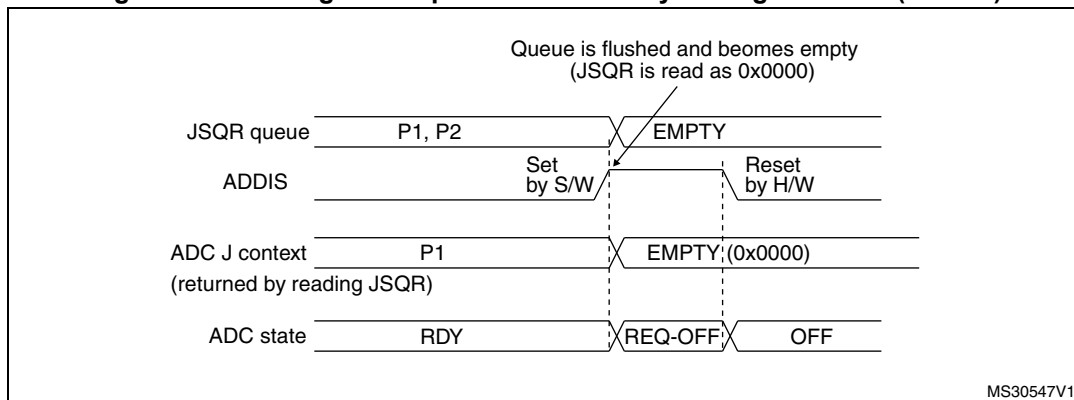 Queue is flushed and beomes empty
(JSQR is read as 0x0000)
JSQR queue P1, P2 EMPTY
Set Reset
ADDIS by S/W by H/W
ADC J context P1 EMPTY (0x0000)
(returned by reading JSQR)
ADC state RDY REQ-OFF OFF
MS30547V1